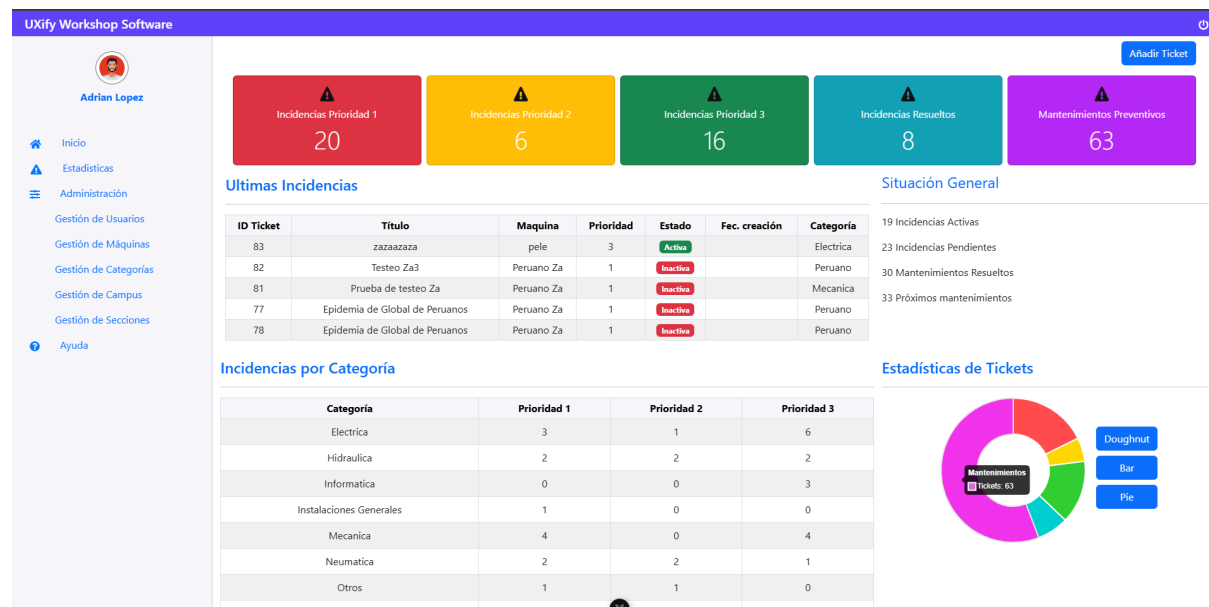 UXify Workshop Software
Adrian Lopez
Inicio
Estadisticas
Administración
Gestión de Usuarios
Gestión de Máquinas
Gestión de Categorías
Gestión de Campus
Gestión de Secciones
Ayuda
Añadir Ticket
Incidencias Prioridad 1
20
Incidencias Prioridad 2
6
Incidencias Prioridad 3
16
Incidencias Resueltos
8
Mantenimientos Preventivos
63
Ultimas Incidencias
ID Ticket Título Maquina Prioridad Estado Fec. creación Categoría
83 zazaazaza pele 3 Activa Electrica
82 Testeo Za3 Peruano Za 1 Inactiva Peruano
81 Prueba de testeo Za Peruano Za 1 Inactiva Mecanica
77 Epidemia de Global de Peruanos Peruano Za 1 Inactiva Peruano
78 Epidemia de Global de Peruanos Peruano Za 1 Inactiva Peruano
Situación General
19 Incidencias Activas
23 Incidencias Pendientes
30 Mantenimientos Resueltos
33 Próximos mantenimientos
Incidencias por Categoría
Categoría Prioridad 1 Prioridad 2 Prioridad 3
Electrica 3 1 6
Hidraulica 2 2 2
Informatica 0 0 3
Instalaciones Generales 1 0 0
Mecanica 4 0 4
Neumatica 2 2 1
Otros 1 1 0
Estadísticas de Tickets
Mantenimientos
Tickets: 63
Doughnut
Bar
Pie